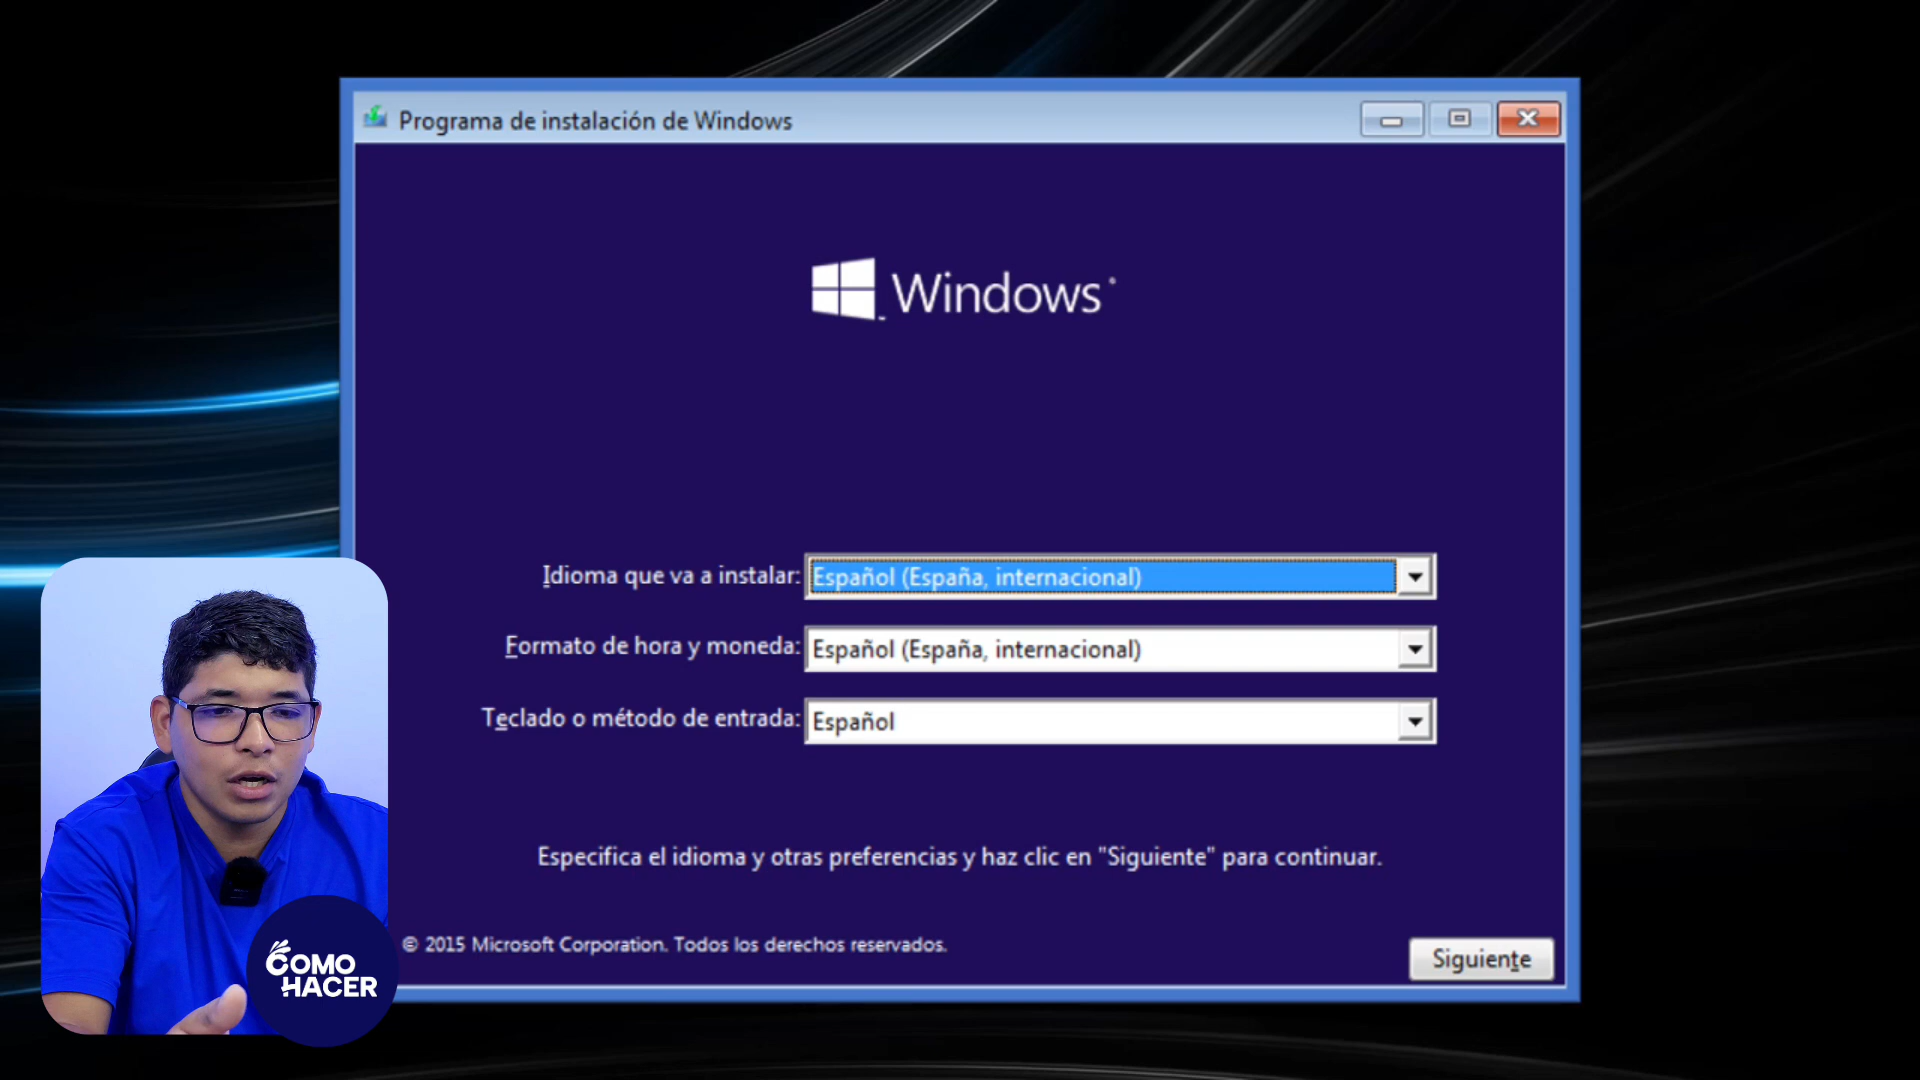 Programa de instalación de Windows
Windows
Idioma que va a instalar: Español (España, internacional)
Formato de hora y moneda: Español (España, internacional)
Teclado o método de entrada: Español
Especifica el idioma y otras preferencias y haz clic en "Siguiente" para continuar.
© 2015 Microsoft Corporation. Todos los derechos reservados.
Siguiente
COMO
HACER